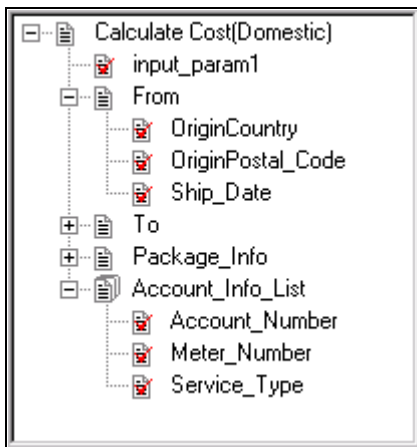 Calculate Cost(Domestic)
input_param1
From
OriginCountry
OriginPostal_Code
Ship_Date
To
Package_Info
Account_Info_List
Account_Number
Meter_Number
Service_Type